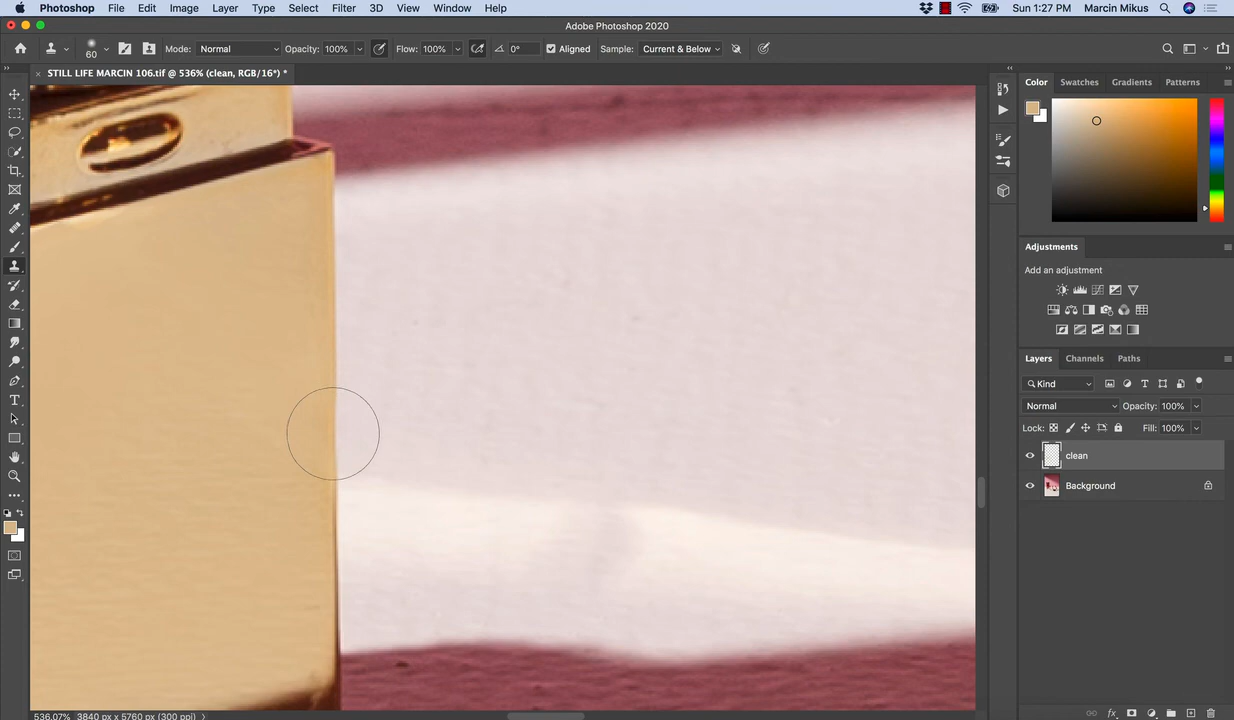 Photoshop File Edit Image Layer Type Select Filter 3D View Window Help Sun 1:27 PM Marcin Mikus
Adobe Photoshop 2020
60 Mode: Normal Opacity: 100% Flow: 100% 0° Aligned Sample: Current & Below
STILL LIFE MARCIN 106.tif @ 536% (clean, RGB/16*) *
Color Swatches Gradients Patterns
Adjustments
Add an adjustment
Layers Channels Paths
Kind
Normal Opacity: 100%
Lock: Fill: 100%
clean
Background
536.07% 3840 px x 5760 px (300 ppi)